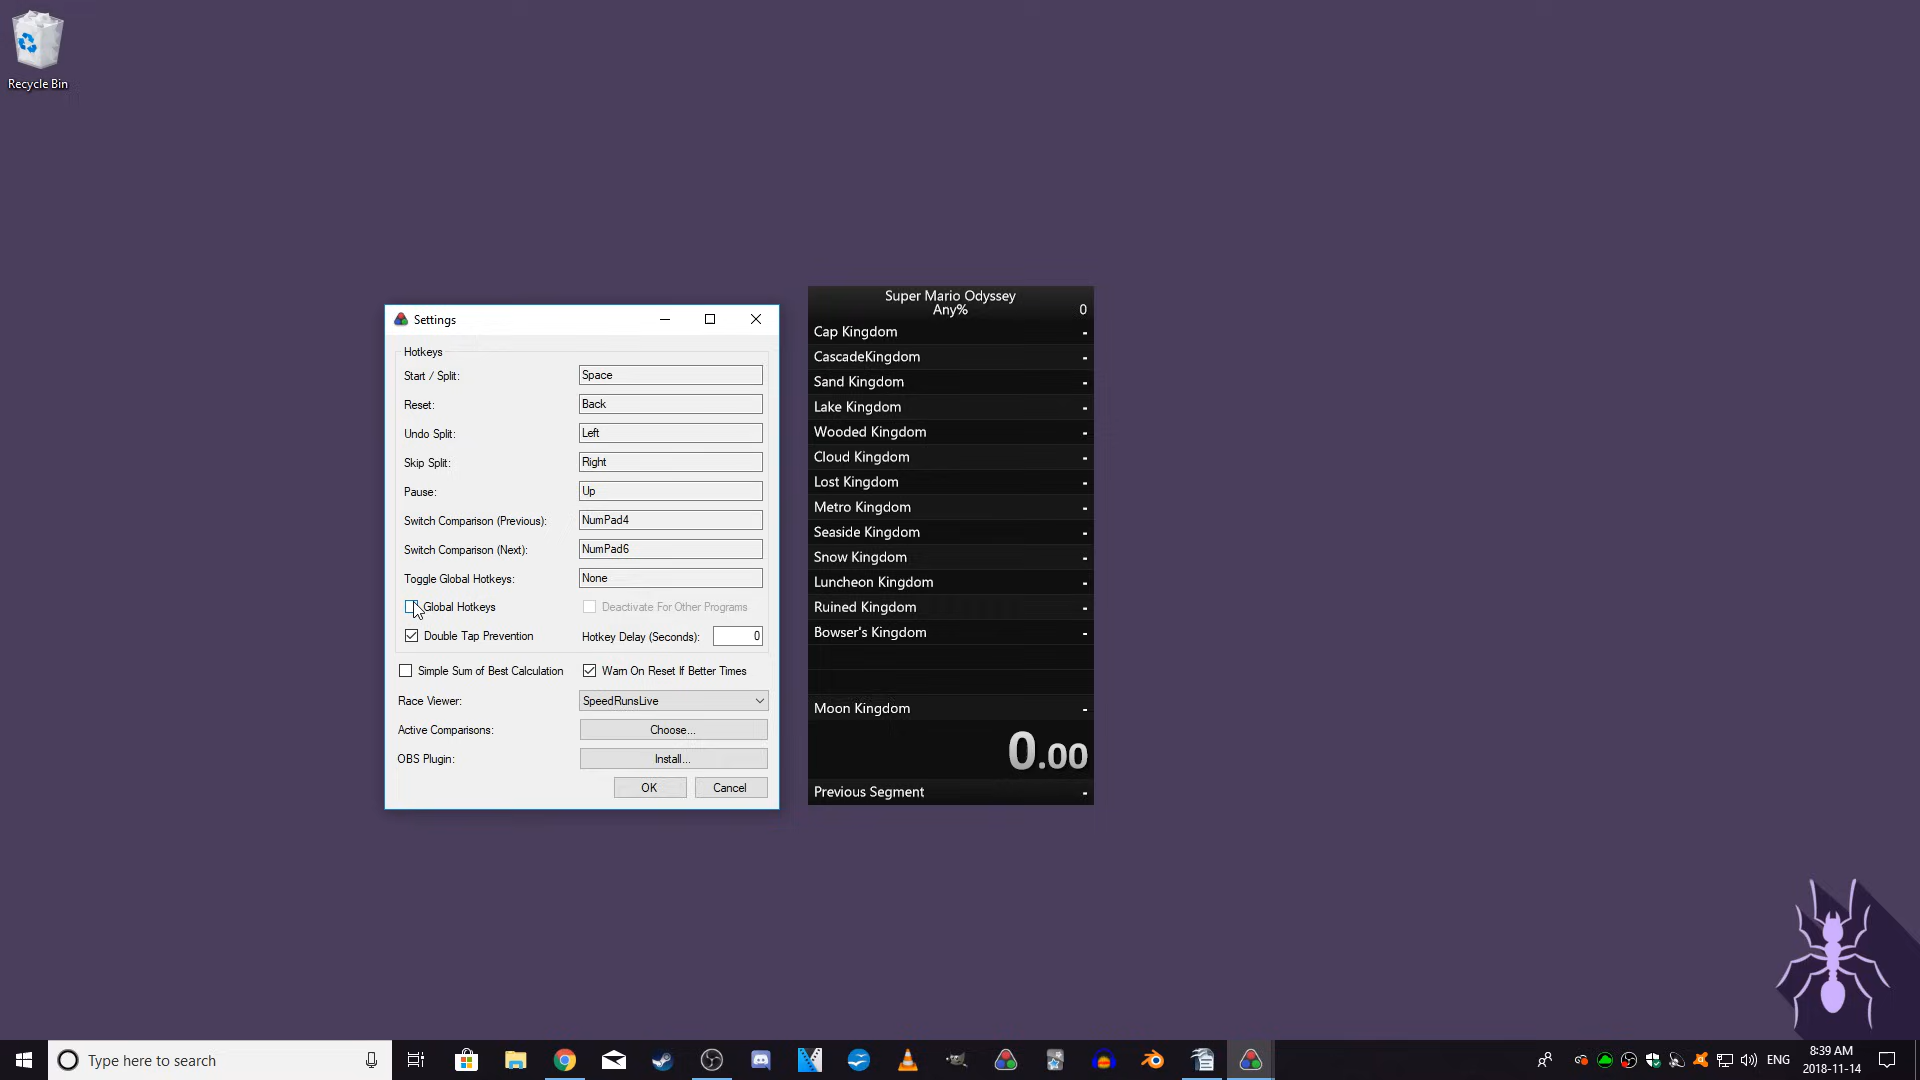 Recycle Bin
Settings
Hotkeys
Start / Split: Space
Reset: Back
Undo Split: Left
Skip Split: Right
Pause: Up
Switch Comparison (Previous): NumPad4
Switch Comparison (Next): NumPad6
Toggle Global Hotkeys: None
Global Hotkeys Deactivate For Other Programs
Double Tap Prevention Hotkey Delay (Seconds): 0
Simple Sum of Best Calculation Warn On Reset If Better Times
Race Viewer: SpeedRunsLive
Active Comparisons: Choose...
OBS Plugin: Install...
OK Cancel
Super Mario Odyssey
Any% 0
Cap Kingdom -
CascadeKingdom -
Sand Kingdom -
Lake Kingdom -
Wooded Kingdom -
Cloud Kingdom -
Lost Kingdom -
Metro Kingdom -
Seaside Kingdom -
Snow Kingdom -
Luncheon Kingdom -
Ruined Kingdom -
Bowser's Kingdom -
Moon Kingdom -
0.00
Previous Segment -
Type here to search
ENG
8:39 AM
2018-11-14